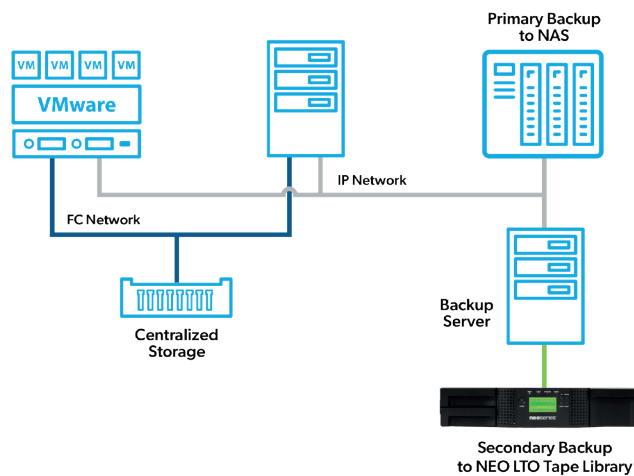 Primary Backup
to NAS
VM VM VM VM
VMware
IP Network
FC Network
Backup
Server
Centralized
Storage
neoseries
Secondary Backup
to NEO LTO Tape Library